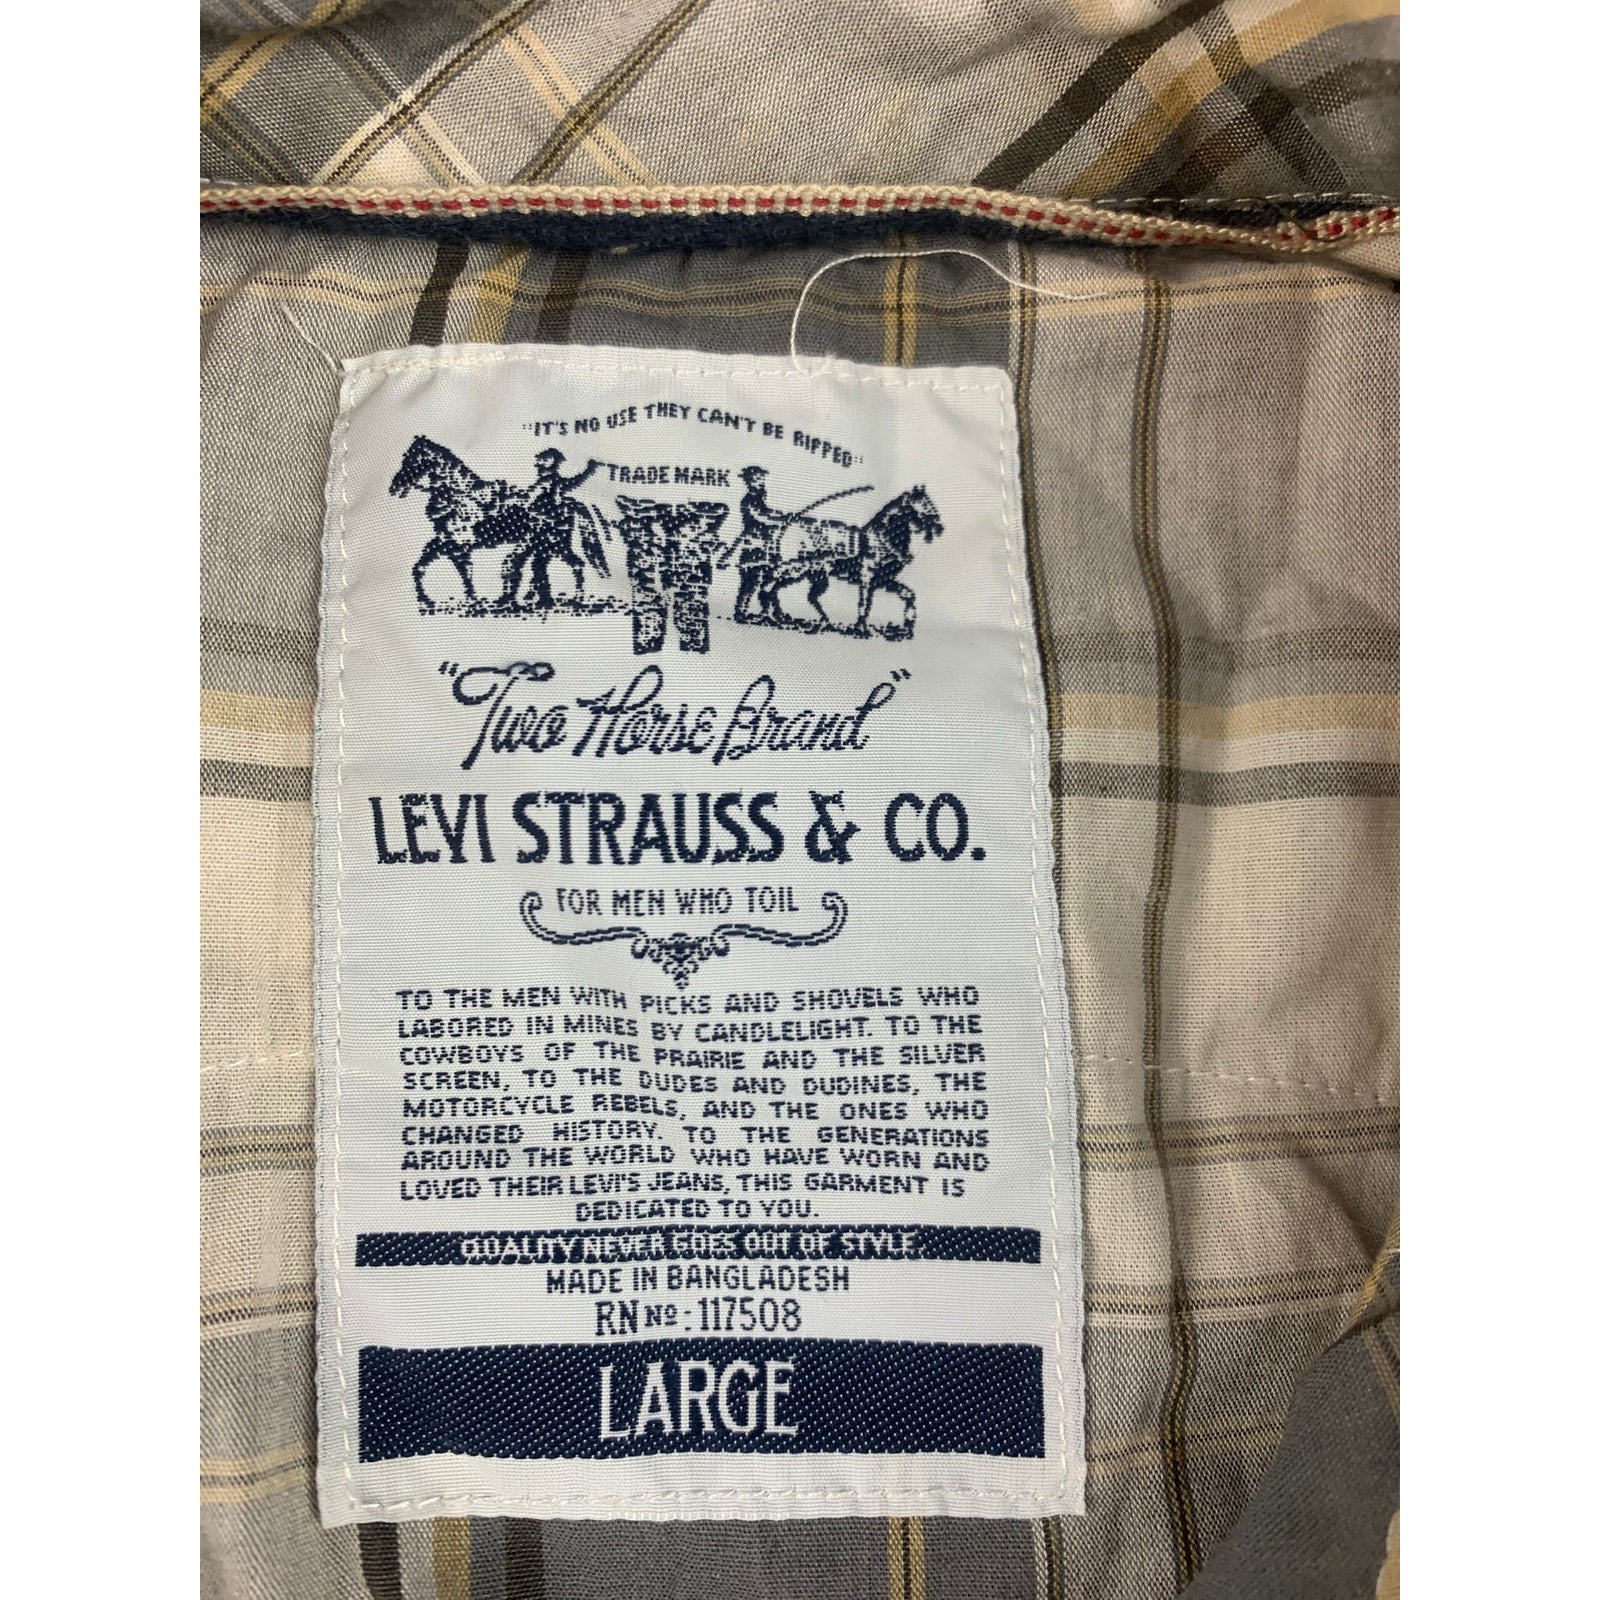 "IT'S NO USE THEY CAN'T BE RIPPED"
TRADE MARK
"Two Horse Brand"
LEVI STRAUSS & CO.
FOR MEN WHO TOIL
TO THE MEN WITH PICKS AND SHOVELS WHO
LABORED IN MINES BY CANDLELIGHT. TO THE
COWBOYS OF THE PRAIRIE AND THE SILVER
SCREEN, TO THE DUDES AND DUDINES, THE
MOTORCYCLE REBELS, AND THE ONES WHO
CHANGED HISTORY. TO THE GENERATIONS
AROUND THE WORLD WHO HAVE WORN AND
LOVED THEIR LEVI'S JEANS, THIS GARMENT IS
DEDICATED TO YOU.
QUALITY NEVER GOES OUT OF STYLE.
MADE IN BANGLADESH
RN Nº: 117508
LARGE